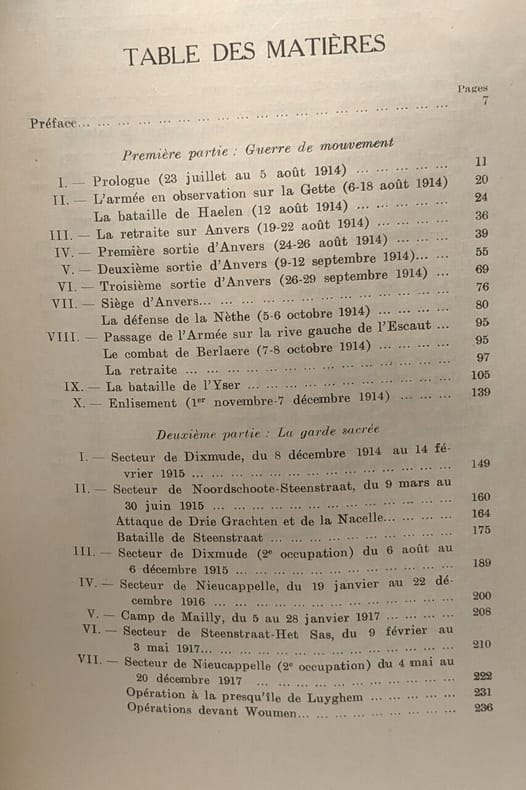 TABLE DES MATIÈRES
Pages
Préface... ... ... ... ... ... ... ... ... ... ... ... ... ... 7
Première partie : Guerre de mouvement
I. — Prologue (23 juillet au 5 août 1914) ... ... ... ... ... 11
II. — L'armée en observation sur la Gette (6-18 août 1914) 20
La bataille de Haelen (12 août 1914) ... ... ... ... ... 24
III. — La retraite sur Anvers (19-22 août 1914) ... ... ... ... 36
IV. — Première sortie d'Anvers (24-26 août 1914) ... ... ... 39
V. — Deuxième sortie d'Anvers (9-12 septembre 1914)... ... 55
VI. — Troisième sortie d'Anvers (26-29 septembre 1914) ... 69
VII. — Siège d'Anvers... ... ... ... ... ... ... ... ... ... ... 76
La défense de la Nèthe (5-6 octobre 1914) ... ... ... ... 80
VIII. — Passage de l'Armée sur la rive gauche de l'Escaut ... 95
Le combat de Berlaere (7-8 octobre 1914) ... ... ... ... 95
La retraite ... ... ... ... ... ... ... ... ... ... ... ... 97
IX. — La bataille de l'Yser ... ... ... ... ... ... ... ... ... 105
X. — Enlisement (1er novembre-7 décembre 1914) ... ... ... 139
Deuxième partie : La garde sacrée
I. — Secteur de Dixmude, du 8 décembre 1914 au 14 fé-
vrier 1915 ... ... ... ... ... ... ... ... ... ... ... ... 149
II. — Secteur de Noordschoote-Steenstraat, du 9 mars au
30 juin 1915 ... ... ... ... ... ... ... ... ... ... ... 160
Attaque de Drie Grachten et de la Nacelle... ... ... ... 164
Bataille de Steenstraat ... ... ... ... ... ... ... ... ... 175
III. — Secteur de Dixmude (2e occupation) du 6 août au
6 décembre 1915 ... ... ... ... ... ... ... ... ... ... 189
IV. — Secteur de Nieucappelle, du 19 janvier au 22 dé-
cembre 1916 ... ... ... ... ... ... ... ... ... ... ... 200
V. — Camp de Mailly, du 5 au 28 janvier 1917 ... ... ... ... 208
VI. — Secteur de Steenstraat-Het Sas, du 9 février au
3 mai 1917... ... ... ... ... ... ... ... ... ... ... ... 210
VII. — Secteur de Nieucappelle (2e occupation) du 4 mai au
20 décembre 1917 ... ... ... ... ... ... ... ... ... ... 222
Opération à la presqu'île de Luyghem ... ... ... ... ... 231
Opérations devant Woumen... ... ... ... ... ... ... ... 236